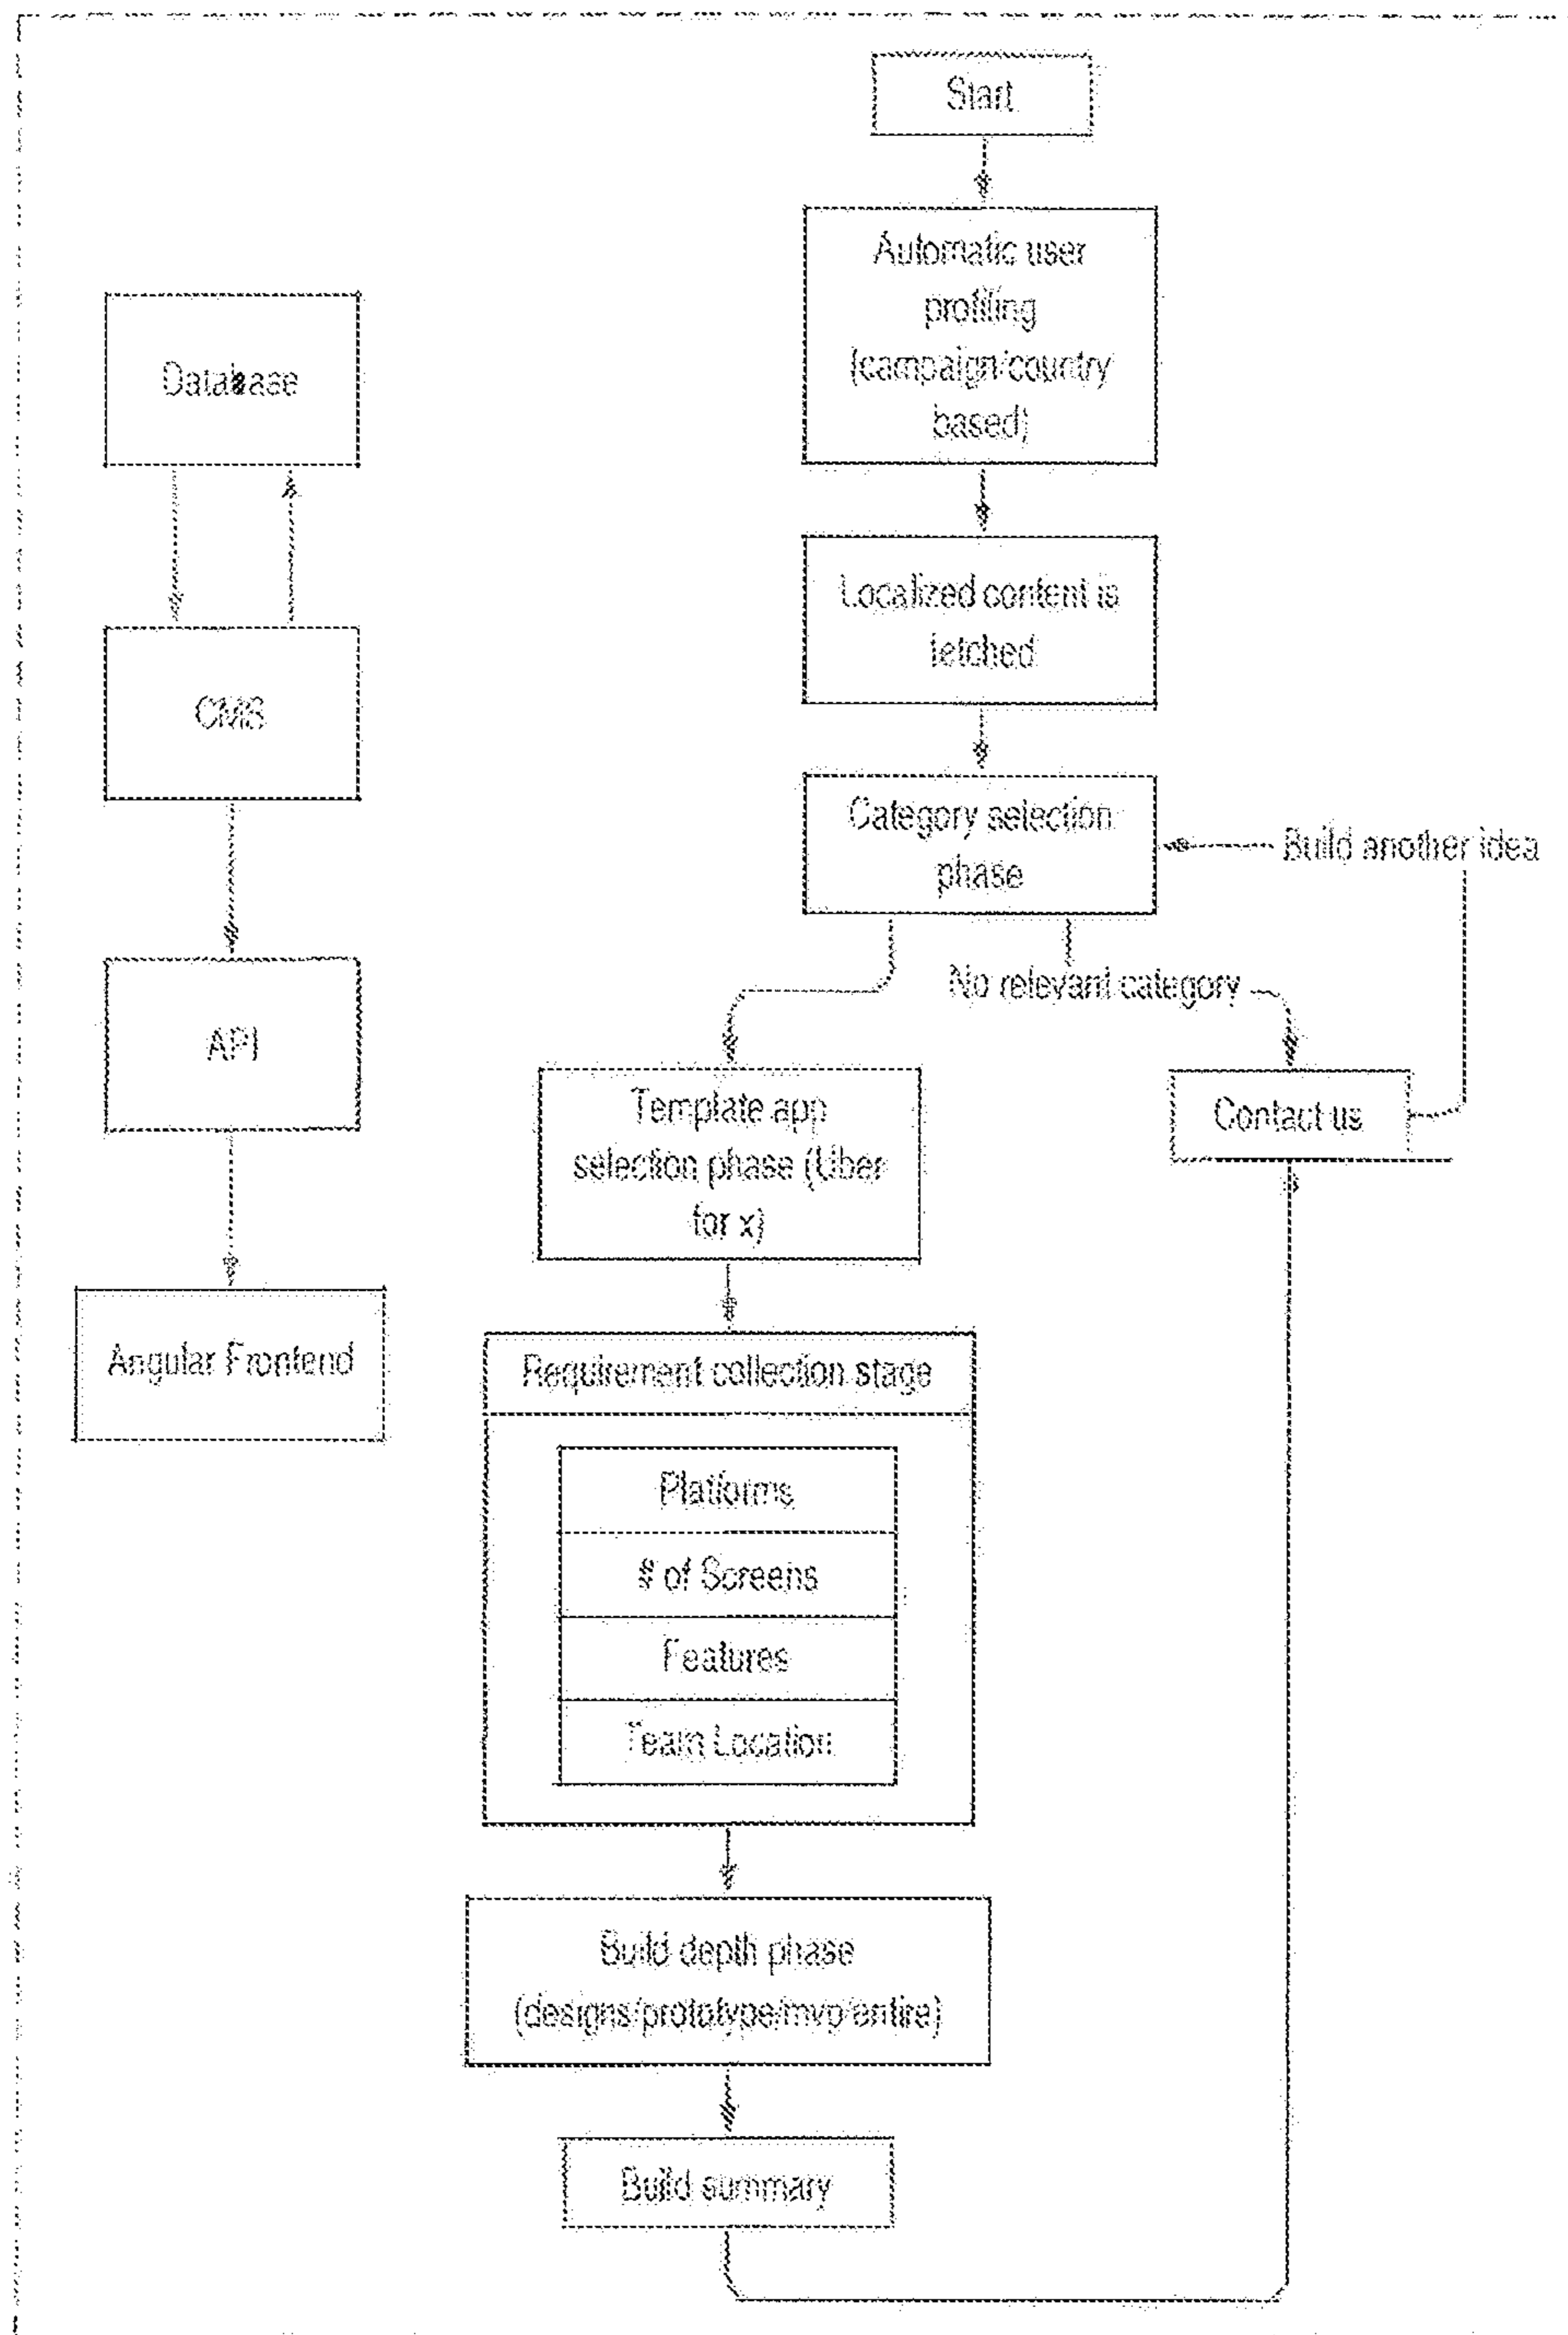 Start
Automatic user
profiling
(campaign/country
based)
Localized content is
fetched
Category selection
phase
Build another idea
No relevant category
Template app
selection phase (Uber
for x)
Contact us
Requirement collection stage
Platforms
# of Screens
Features
Team Location
Build depth phase
(designs/prototype/mvp/entire)
Build summary
Database
CMS
API
Angular Frontend